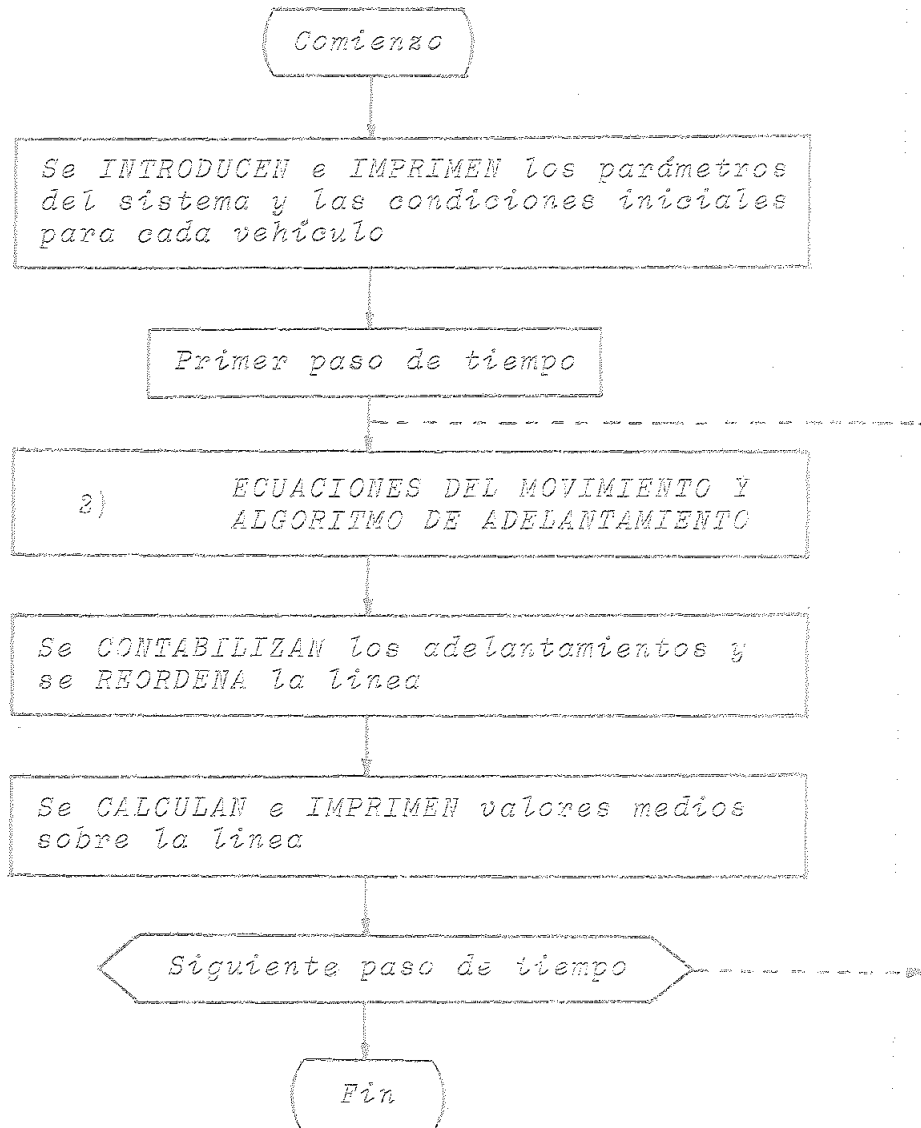 Comienzo
Se INTRODUCEN e IMPRIMEN los parámetros
del sistema y las condiciones iniciales
para cada vehículo
Primer paso de tiempo
2) ECUACIONES DEL MOVIMIENTO Y
ALGORITMO DE ADELANTAMIENTO
Se CONTABILIZAN los adelantamientos y
se REORDENA la linea
Se CALCULAN e IMPRIMEN valores medios
sobre la linea
Siguiente paso de tiempo
Fin